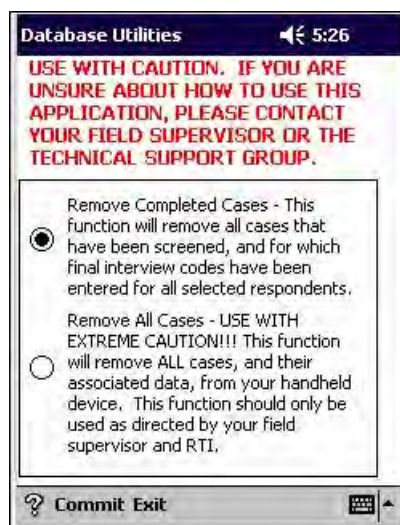 Database Utilities 5:26
USE WITH CAUTION. IF YOU ARE
UNSURE ABOUT HOW TO USE THIS
APPLICATION, PLEASE CONTACT
YOUR FIELD SUPERVISOR OR THE
TECHNICAL SUPPORT GROUP.
Remove Completed Cases - This
function will remove all cases that
have been screened, and for which
final interview codes have been
entered for all selected respondents.
Remove All Cases - USE WITH
EXTREME CAUTION!!! This function
will remove ALL cases, and their
associated data, from your handheld
device. This function should only be
used as directed by your field
supervisor and RTI.
? Commit Exit